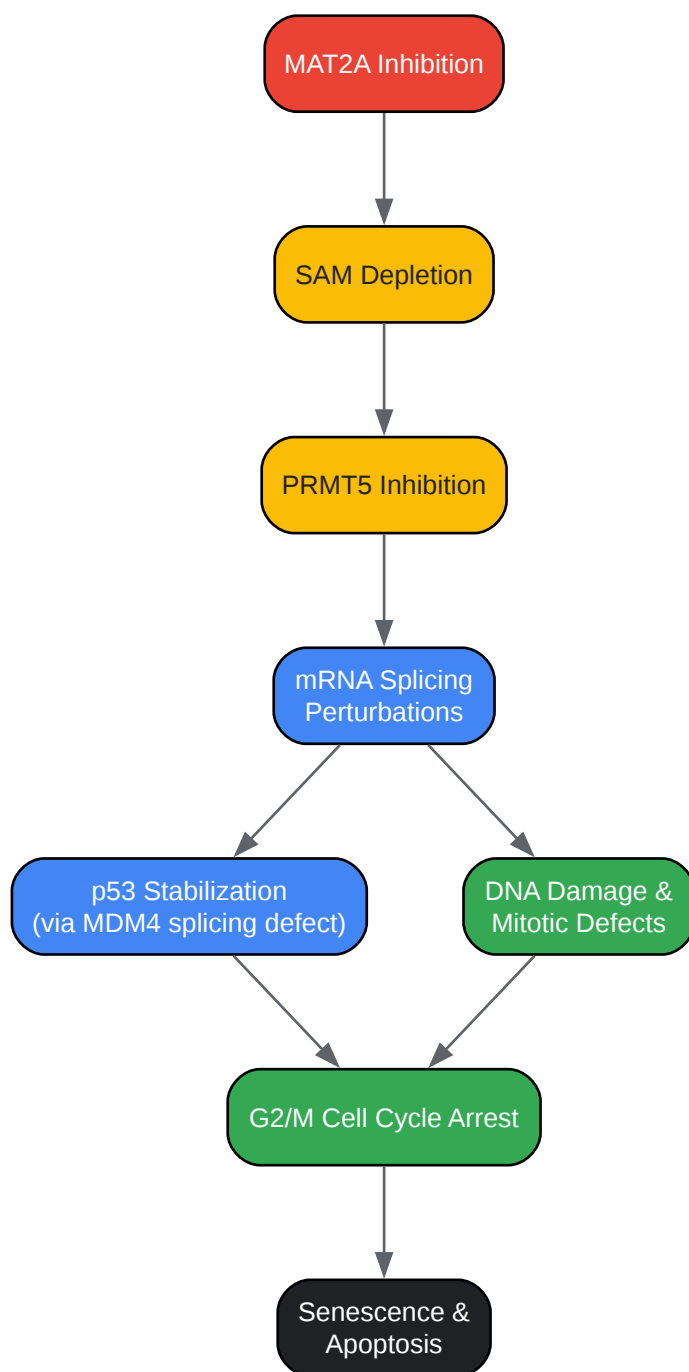 MAT2A Inhibition
SAM Depletion
PRMT5 Inhibition
mRNA Splicing
Perturbations
p53 Stabilization
(via MDM4 splicing defect)
DNA Damage &
Mitotic Defects
G2/M Cell Cycle Arrest
Senescence &
Apoptosis